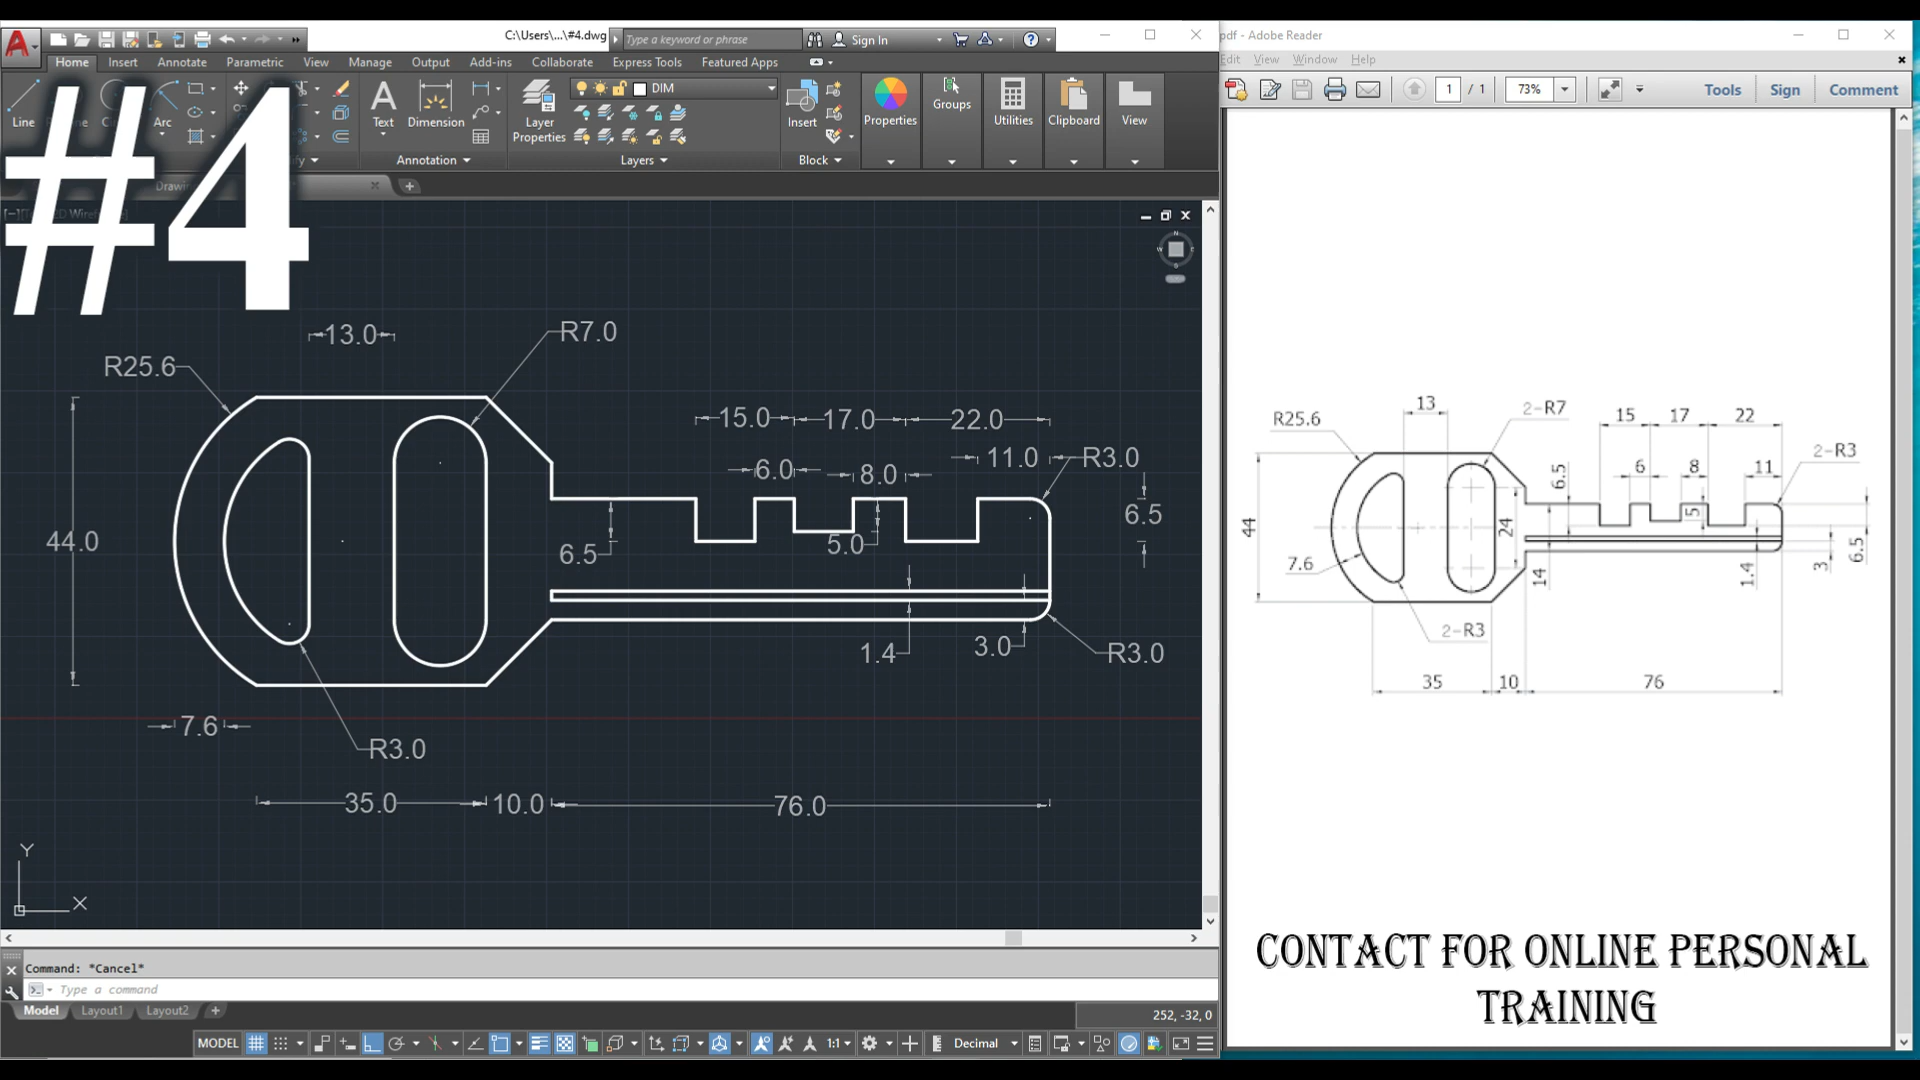 C:\Users\...\#4.dwg
Type a keyword or phrase
Sign In
Home Insert Annotate Parametric View Manage Output Add-ins Collaborate Express Tools Featured Apps
Line
Arc
Text
Dimension
Layer
Properties
DIM
Insert
Properties
Groups
Utilities
Clipboard
View
Annotation
Layers
Block
#4
13.0
R7.0
R25.6
15.0
17.0
22.0
6.0
8.0
11.0
R3.0
44.0
6.5
5.0
6.5
1.4
3.0
R3.0
7.6
R3.0
35.0
10.0
76.0
Y
X
Command: *Cancel*
Type a command
Model Layout1 Layout2
252, -32, 0
MODEL
1:1
Decimal
pdf - Adobe Reader
Edit View Window Help
1 / 1
73%
Tools Sign Comment
R25.6
13
2-R7
15
17
22
2-R3
6.5
6
8
11
5
44
24
7.6
14
1.4
3
6.5
2-R3
35
10
76
CONTACT FOR ONLINE PERSONAL
TRAINING